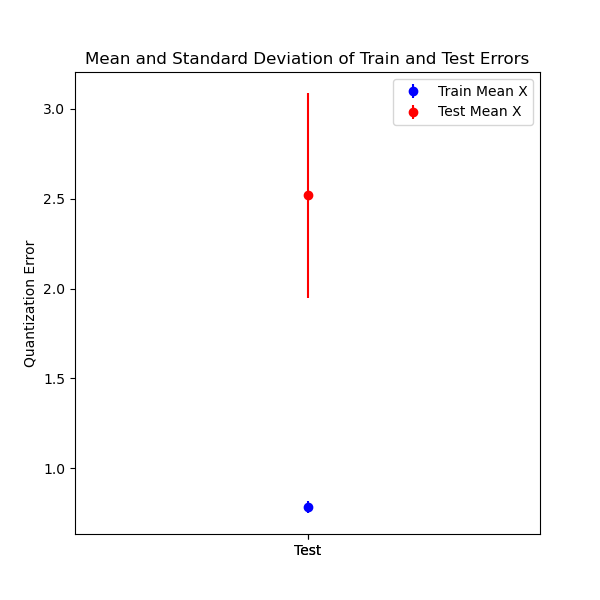 Mean and Standard Deviation of Train and Test Errors
Train Mean X
Test Mean X
Quantization Error
3.0
2.5
2.0
1.5
1.0
Test